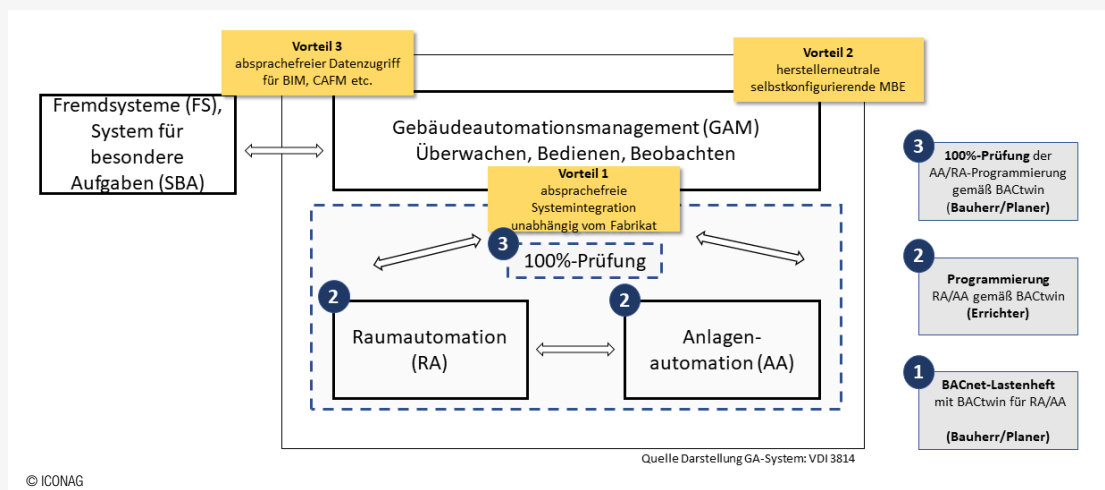 Vorteil 3
absprachefreier Datenzugriff
für BIM, CAFM etc.
Vorteil 2
herstellerneutrale
selbstkonfigurierende MBE
Fremdsysteme (FS),
System für
besondere
Aufgaben (SBA)
Gebäudeautomationsmanagement (GAM)
Überwachen, Bedienen, Beobachten
Vorteil 1
absprachefreie
Systemintegration
unabhängig vom Fabrikat
3
100%-Prüfung
2
Raumautomation
(RA)
2
Anlagen-
automation (AA)
3
100%-Prüfung der
AA/RA-Programmierung
gemäß BACtwin
(Bauherr/Planer)
2
Programmierung
RA/AA gemäß BACtwin
(Errichter)
1
BACnet-Lastenheft
mit BACtwin für RA/AA
(Bauherr/Planer)
Quelle Darstellung GA-System: VDI 3814
© ICONAG